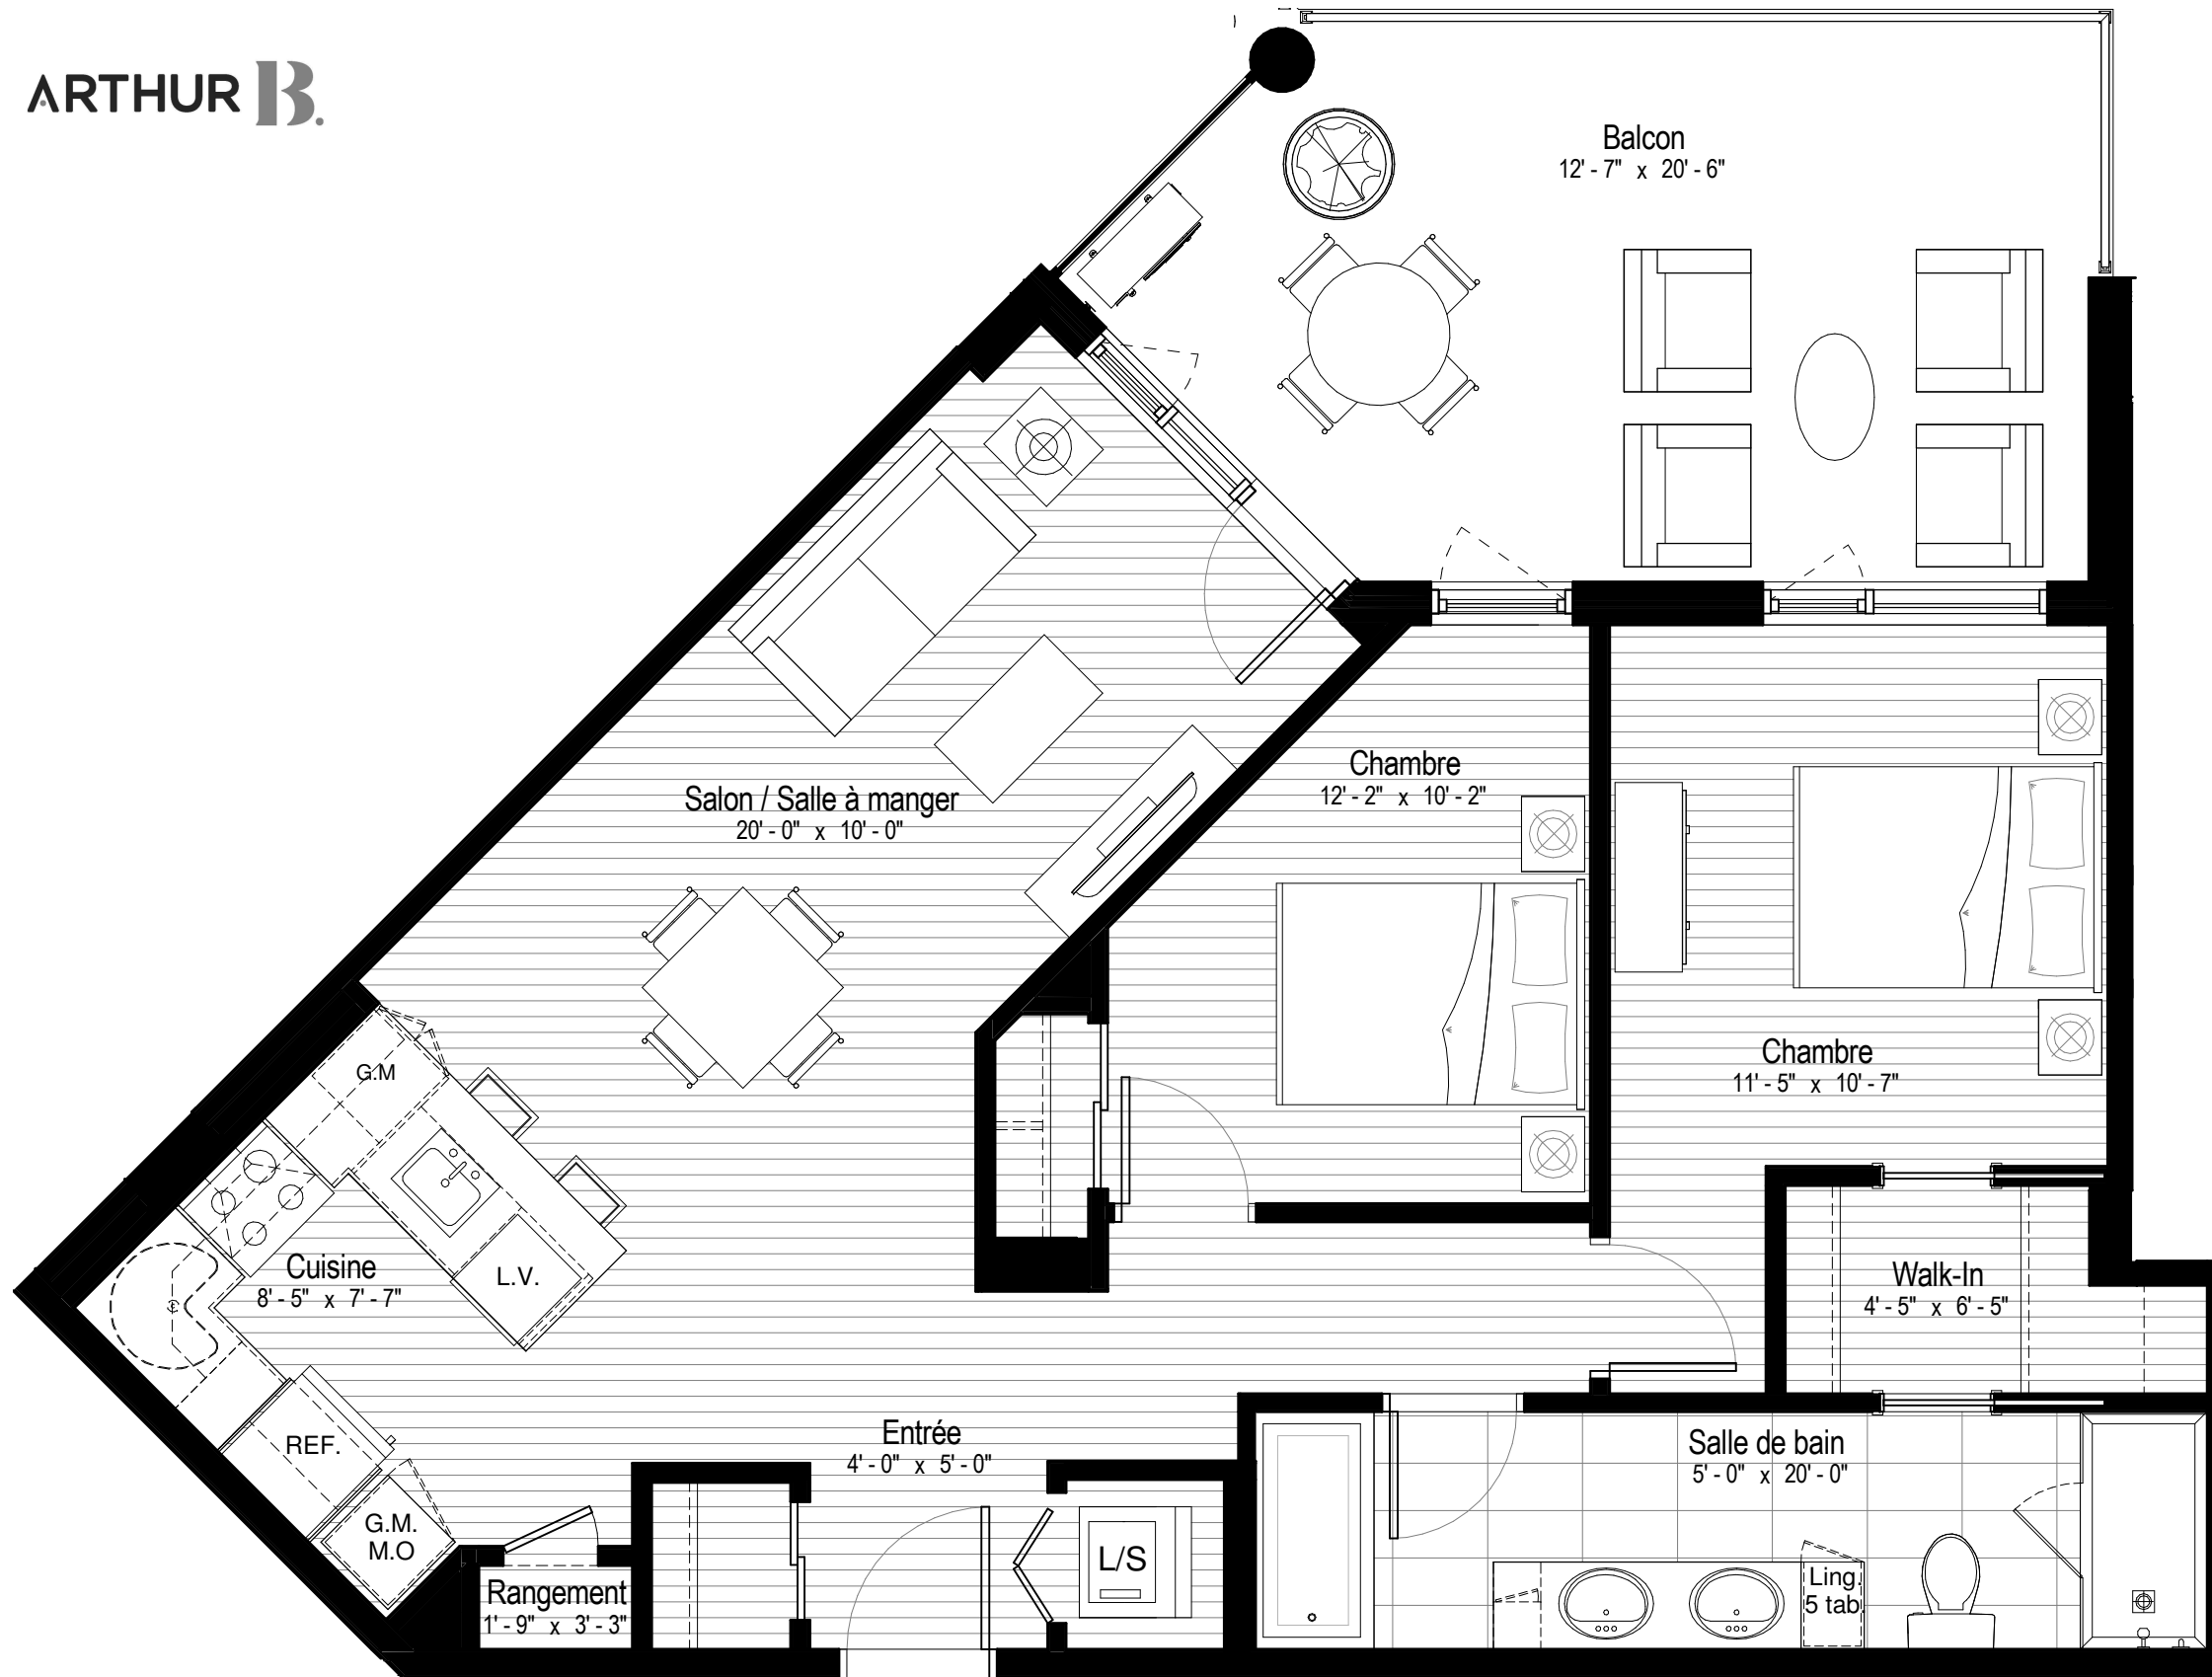 ARTHUR B.
Balcon
12' - 7" x 20' - 6"
Chambre
12' - 2" x 10' - 2"
Salon / Salle à manger
20' - 0" x 10' - 0"
Chambre
11' - 5" x 10' - 7"
G.M
Cuisine
8' - 5" x 7' - 7"
L.V.
Walk-In
4' - 5" x 6' - 5"
REF.
Entrée
4' - 0" x 5' - 0"
Salle de bain
5' - 0" x 20' - 0"
G.M.
M.O
L/S
Rangement
1' - 9" x 3' - 3"
Ling.
5 tab.